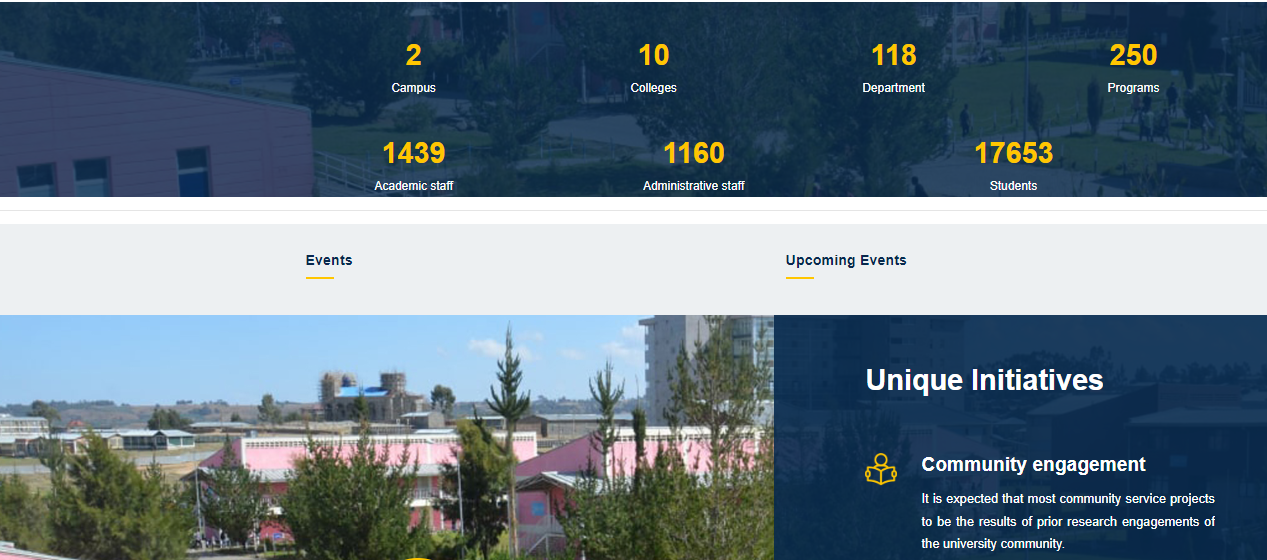 2
Campus
10
Colleges
118
Department
250
Programs
1439
Academic staff
1160
Administrative staff
17653
Students
Events
Upcoming Events
Unique Initiatives
Community engagement
It is expected that most community service projects
to be the results of prior research engagements of
the university community.